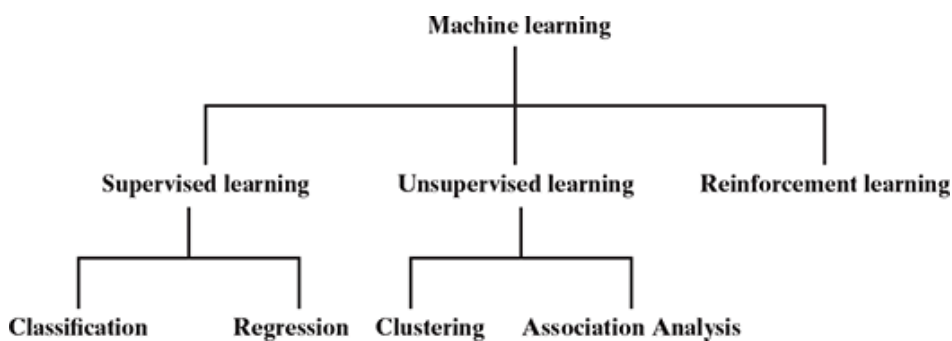 Machine learning
Supervised learning Unsupervised learning Reinforcement learning
Classification Regression Clustering Association Analysis